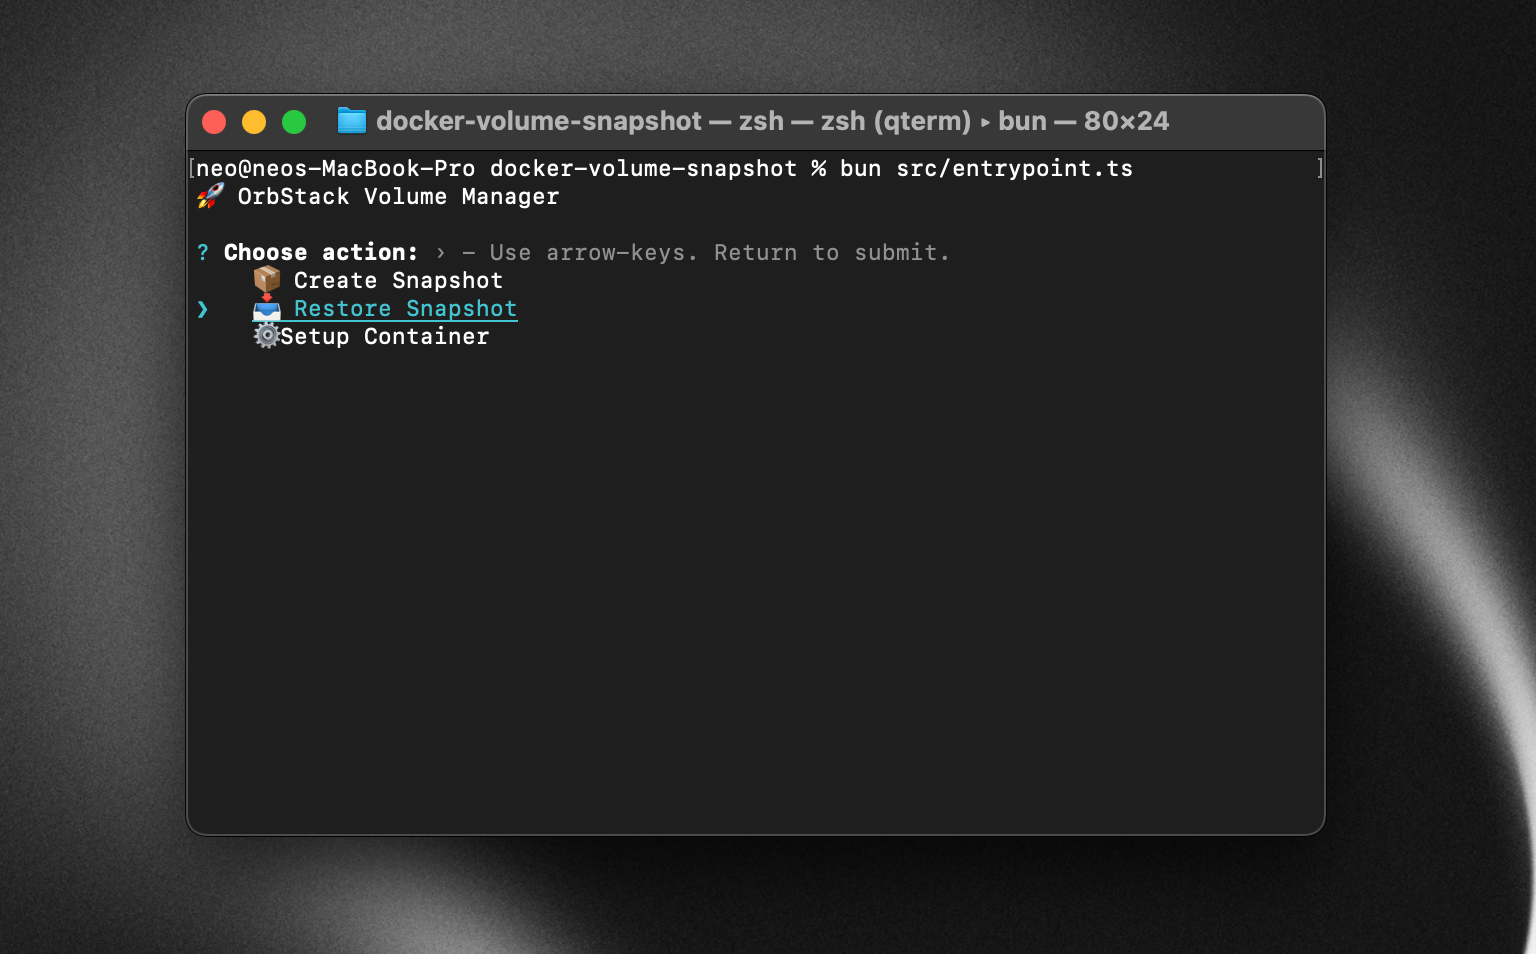 docker-volume-snapshot — zsh — zsh (qterm) ▸ bun — 80×24
[neo@neos-MacBook-Pro docker-volume-snapshot % bun src/entrypoint.ts ]
🚀 OrbStack Volume Manager
? Choose action: › – Use arrow-keys. Return to submit.
📦 Create Snapshot
❯ 📥 Restore Snapshot
⚙️Setup Container